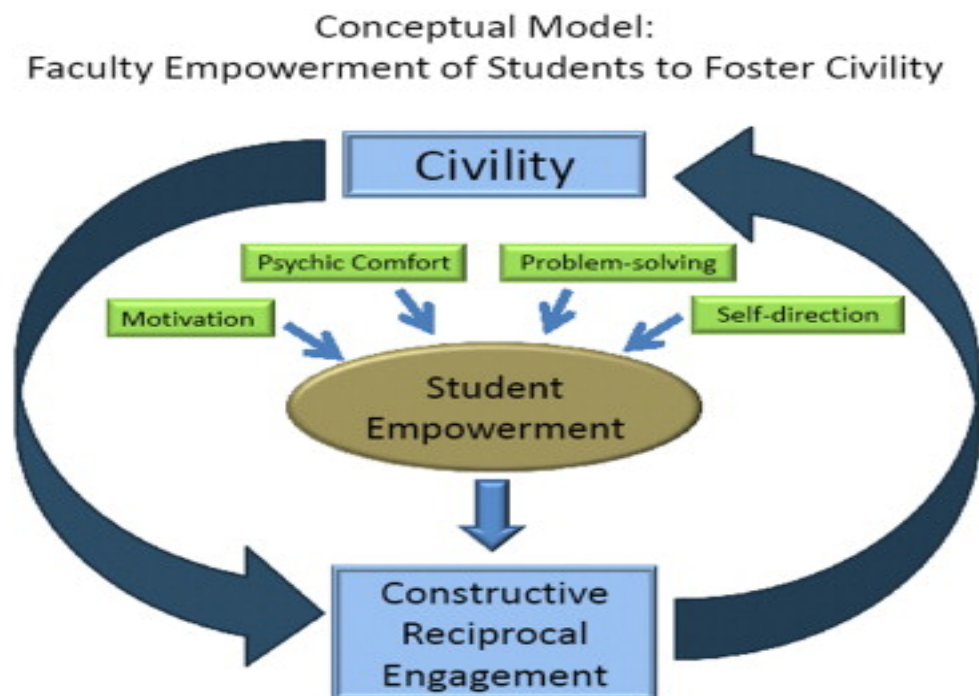 Conceptual Model:
Faculty Empowerment of Students to Foster Civility
Civility
Psychic Comfort
Problem-solving
Motivation
Self-direction
Student
Empowerment
Constructive
Reciprocal
Engagement